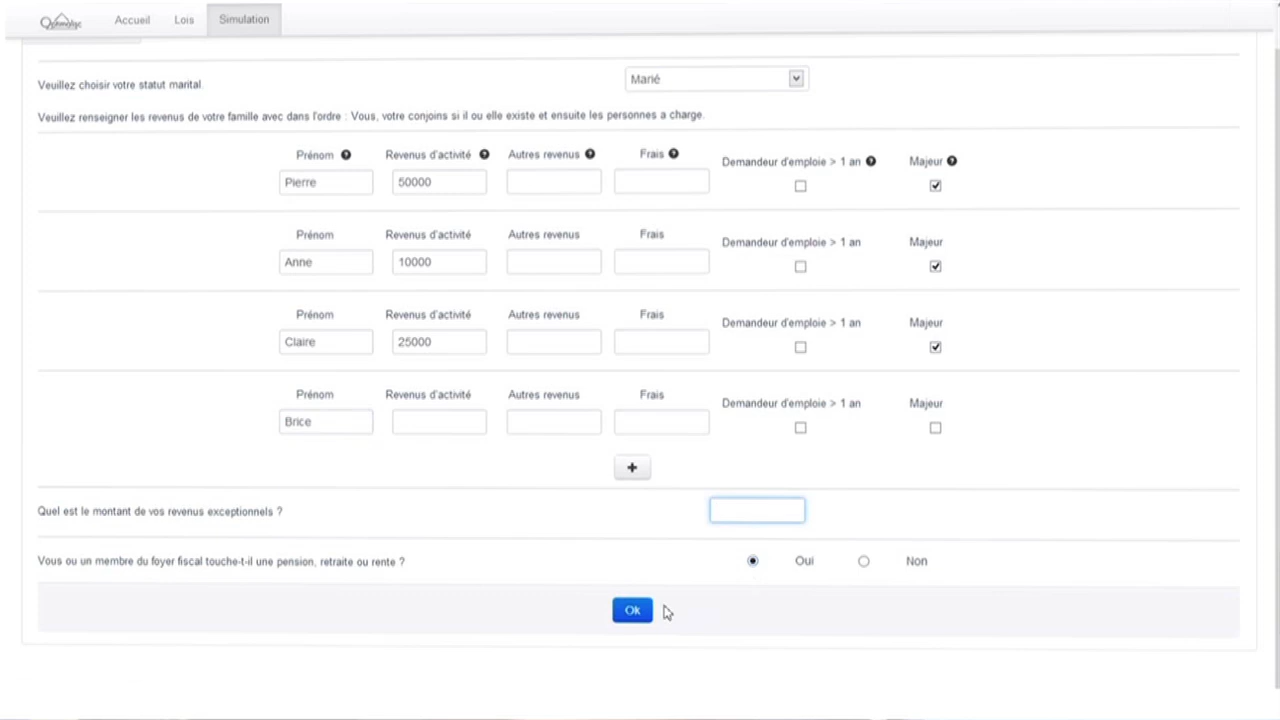 Accueil Lois Simulation
Veuillez choisir votre statut marital. Marié
Veuillez renseigner les revenus de votre famille avec dans l'ordre : Vous, votre conjoins si il ou elle existe et ensuite les personnes a charge.
Prénom Revenus d'activité Autres revenus Frais Demandeur d'emploie > 1 an Majeur
Pierre 50000
Prénom Revenus d'activité Autres revenus Frais Demandeur d'emploie > 1 an Majeur
Anne 10000
Prénom Revenus d'activité Autres revenus Frais Demandeur d'emploie > 1 an Majeur
Claire 25000
Prénom Revenus d'activité Autres revenus Frais Demandeur d'emploie > 1 an Majeur
Brice
+
Quel est le montant de vos revenus exceptionnels ?
Vous ou un membre du foyer fiscal touche-t-il une pension, retraite ou rente ? Oui Non
Ok